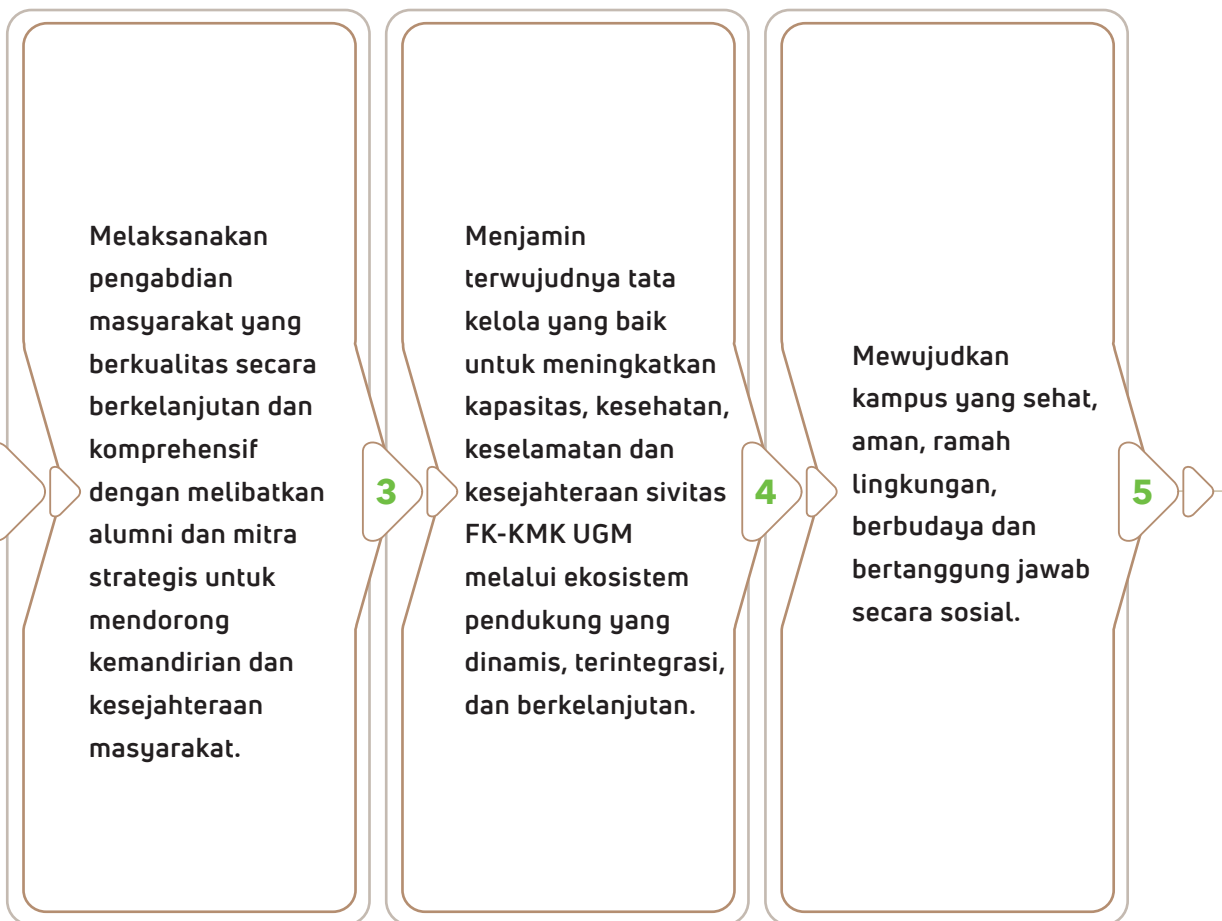 Melaksanakan
pengabdian
masyarakat yang
berkualitas secara
berkelanjutan dan
komprehensif
dengan melibatkan
alumni dan mitra
strategis untuk
mendorong
kemandirian dan
kesejahteraan
masyarakat.
3
Menjamin
terwujudnya tata
kelola yang baik
untuk meningkatkan
kapasitas, kesehatan,
keselamatan dan
kesejahteraan sivitas
FK-KMK UGM
melalui ekosistem
pendukung yang
dinamis, terintegrasi,
dan berkelanjutan.
4
Mewujudkan
kampus yang sehat,
aman, ramah
lingkungan,
berbudaya dan
bertanggung jawab
secara sosial.
5